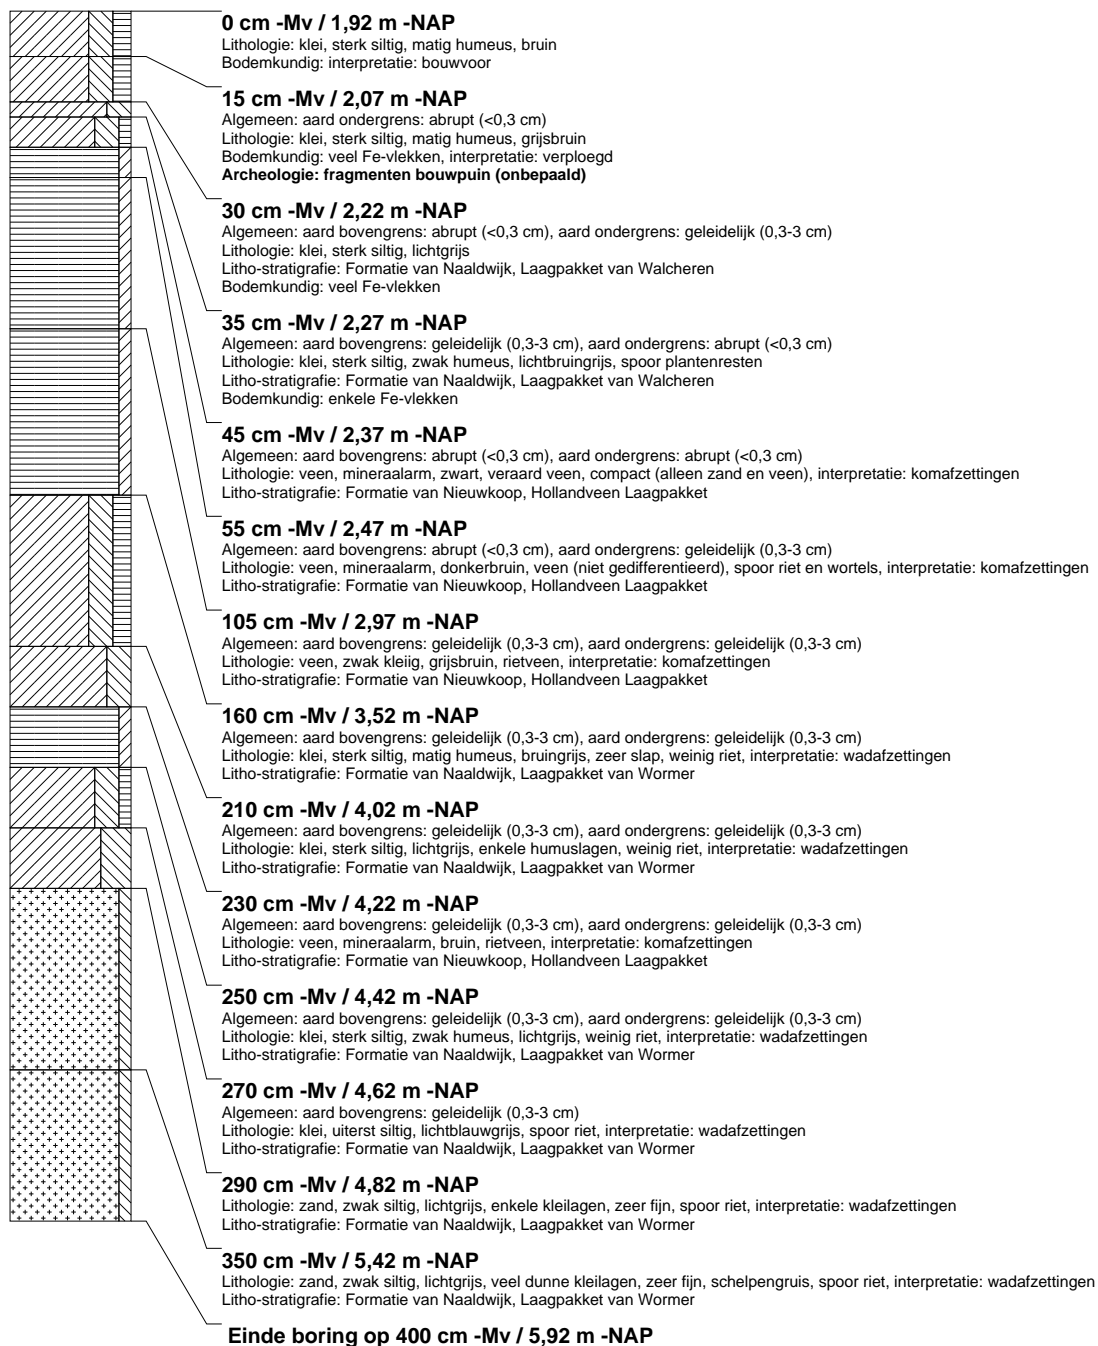 0 cm -Mv / 1,92 m -NAP
Lithologie: klei, sterk siltig, matig humeus, bruin
Bodemkundig: interpretatie: bouwvoor
15 cm -Mv / 2,07 m -NAP
Algemeen: aard ondergrens: abrupt (<0,3 cm)
Lithologie: klei, sterk siltig, matig humeus, grijsbruin
Bodemkundig: veel Fe-vlekken, interpretatie: verploegd
Archeologie: fragmenten bouwpuin (onbepaald)
30 cm -Mv / 2,22 m -NAP
Algemeen: aard bovengrens: abrupt (<0,3 cm), aard ondergrens: geleidelijk (0,3-3 cm)
Lithologie: klei, sterk siltig, lichtgrijs
Litho-stratigrafie: Formatie van Naaldwijk, Laagpakket van Walcheren
Bodemkundig: veel Fe-vlekken
35 cm -Mv / 2,27 m -NAP
Algemeen: aard bovengrens: geleidelijk (0,3-3 cm), aard ondergrens: abrupt (<0,3 cm)
Lithologie: klei, sterk siltig, zwak humeus, lichtbruingrijs, spoor plantenresten
Litho-stratigrafie: Formatie van Naaldwijk, Laagpakket van Walcheren
Bodemkundig: enkele Fe-vlekken
45 cm -Mv / 2,37 m -NAP
Algemeen: aard bovengrens: abrupt (<0,3 cm), aard ondergrens: abrupt (<0,3 cm)
Lithologie: veen, mineraalarm, zwart, veraard veen, compact (alleen zand en veen), interpretatie: komafzettingen
Litho-stratigrafie: Formatie van Nieuwkoop, Hollandveen Laagpakket
55 cm -Mv / 2,47 m -NAP
Algemeen: aard bovengrens: abrupt (<0,3 cm), aard ondergrens: geleidelijk (0,3-3 cm)
Lithologie: veen, mineraalarm, donkerbruin, veen (niet gedifferentieerd), spoor riet en wortels, interpretatie: komafzettingen
Litho-stratigrafie: Formatie van Nieuwkoop, Hollandveen Laagpakket
105 cm -Mv / 2,97 m -NAP
Algemeen: aard bovengrens: geleidelijk (0,3-3 cm), aard ondergrens: geleidelijk (0,3-3 cm)
Lithologie: veen, zwak kleiig, grijsbruin, rietveen, interpretatie: komafzettingen
Litho-stratigrafie: Formatie van Nieuwkoop, Hollandveen Laagpakket
160 cm -Mv / 3,52 m -NAP
Algemeen: aard bovengrens: geleidelijk (0,3-3 cm), aard ondergrens: geleidelijk (0,3-3 cm)
Lithologie: klei, sterk siltig, matig humeus, bruingrijs, zeer slap, weinig riet, interpretatie: wadafzettingen
Litho-stratigrafie: Formatie van Naaldwijk, Laagpakket van Wormer
210 cm -Mv / 4,02 m -NAP
Algemeen: aard bovengrens: geleidelijk (0,3-3 cm), aard ondergrens: geleidelijk (0,3-3 cm)
Lithologie: klei, sterk siltig, lichtgrijs, enkele humuslagen, weinig riet, interpretatie: wadafzettingen
Litho-stratigrafie: Formatie van Naaldwijk, Laagpakket van Wormer
230 cm -Mv / 4,22 m -NAP
Algemeen: aard bovengrens: geleidelijk (0,3-3 cm), aard ondergrens: geleidelijk (0,3-3 cm)
Lithologie: veen, mineraalarm, bruin, rietveen, interpretatie: komafzettingen
Litho-stratigrafie: Formatie van Nieuwkoop, Hollandveen Laagpakket
250 cm -Mv / 4,42 m -NAP
Algemeen: aard bovengrens: geleidelijk (0,3-3 cm), aard ondergrens: geleidelijk (0,3-3 cm)
Lithologie: klei, sterk siltig, zwak humeus, lichtgrijs, weinig riet, interpretatie: wadafzettingen
Litho-stratigrafie: Formatie van Naaldwijk, Laagpakket van Wormer
270 cm -Mv / 4,62 m -NAP
Algemeen: aard bovengrens: geleidelijk (0,3-3 cm)
Lithologie: klei, uiterst siltig, lichtblauwgrijs, spoor riet, interpretatie: wadafzettingen
Litho-stratigrafie: Formatie van Naaldwijk, Laagpakket van Wormer
290 cm -Mv / 4,82 m -NAP
Lithologie: zand, zwak siltig, lichtgrijs, enkele kleilagen, zeer fijn, spoor riet, interpretatie: wadafzettingen
Litho-stratigrafie: Formatie van Naaldwijk, Laagpakket van Wormer
350 cm -Mv / 5,42 m -NAP
Lithologie: zand, zwak siltig, lichtgrijs, veel dunne kleilagen, zeer fijn, schelpengruis, spoor riet, interpretatie: wadafzettingen
Litho-stratigrafie: Formatie van Naaldwijk, Laagpakket van Wormer
Einde boring op 400 cm -Mv / 5,92 m -NAP